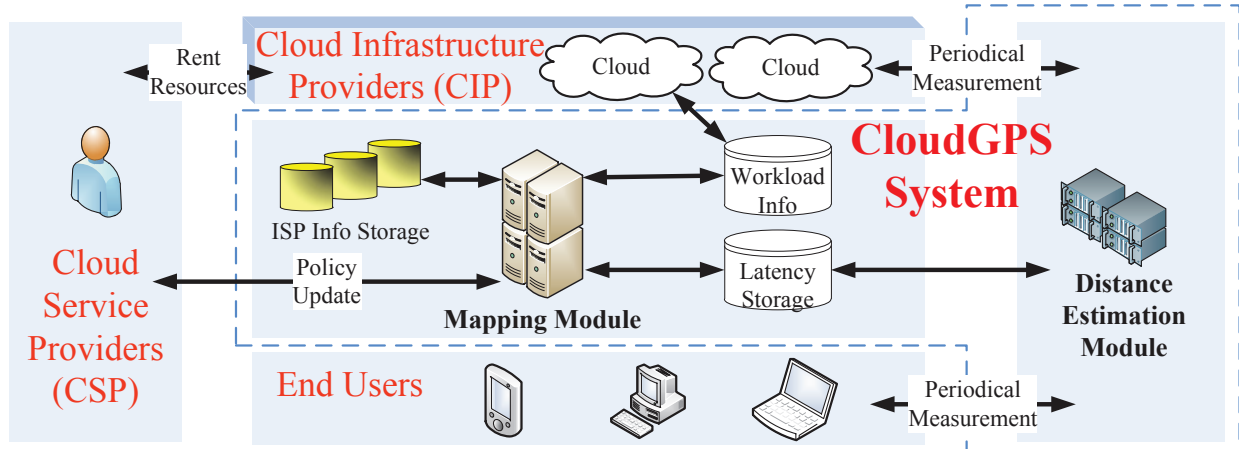 Rent
Resources
Cloud Infrastructure
Providers (CIP)
Cloud
Cloud
Periodical
Measurement
CloudGPS
System
ISP Info Storage
Workload
Info
Cloud
Service
Providers
(CSP)
Policy
Update
Mapping Module
Latency
Storage
Distance
Estimation
Module
End Users
Periodical
Measurement